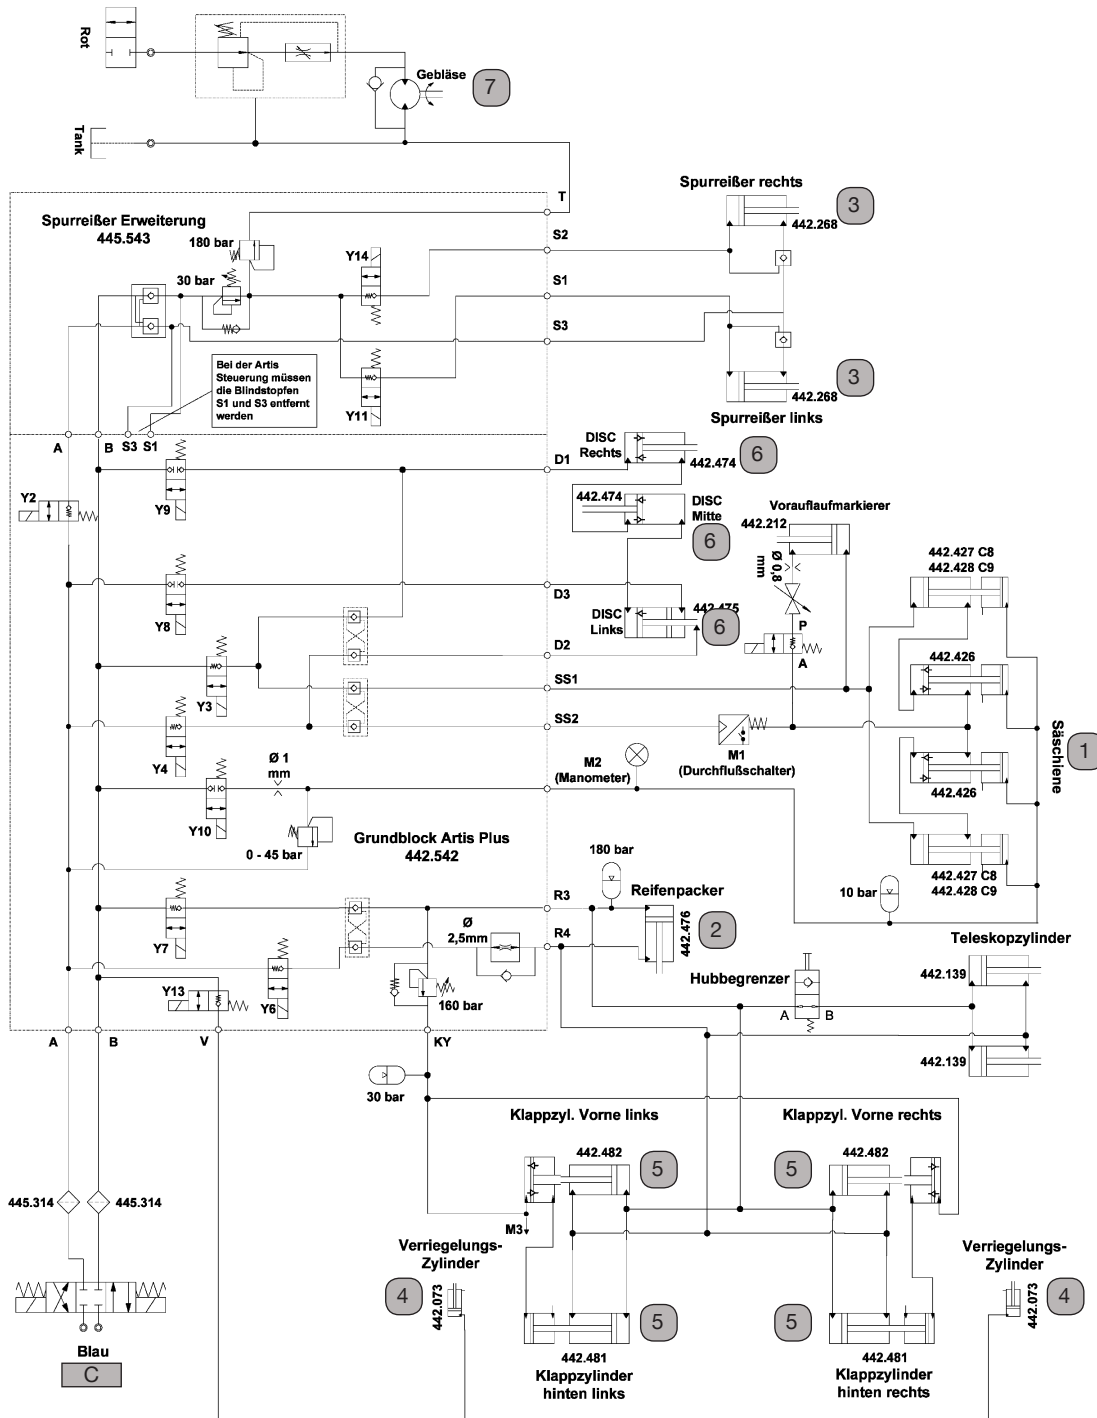 Rot
Gebläse
7
Tank
T
Spurreißer Erweiterung
445.543
180 bar
30 bar
Y14
Y11
S2
S1
S3
Spurreißer rechts
3
442.268
3
442.268
Spurreißer links
Bei der Artis
Steuerung müssen
die Blindstopfen
S1 und S3 entfernt
werden
A
B
S3
S1
Y2
Y9
D1
DISC
Rechts
442.474
6
442.474
DISC
Mitte
6
Vorauflaufmarkierer
442.212
Ø 0,8
mm
P
A
442.427 C8
442.428 C9
442.426
Säschiene
1
442.426
442.427 C8
442.428 C9
Y8
D3
DISC
Links
442.475
6
D2
Y3
SS1
Y4
SS2
M1
(Durchflußschalter)
M2
(Manometer)
Ø 1
mm
Y10
0 - 45 bar
Grundblock Artis Plus
442.542
180 bar
Reifenpacker
442.476
2
10 bar
R3
R4
Ø
2,5mm
Y7
Y6
Y13
160 bar
Teleskopzylinder
442.139
442.139
Hubbegrenzer
A
B
A
B
V
KY
30 bar
Klappzyl. Vorne links
442.482
5
Klappzyl. Vorne rechts
5
442.482
M3
445.314
445.314
Verriegelungs-
Zylinder
4
442.073
5
442.481
Klappzylinder
hinten links
5
442.481
Klappzylinder
hinten rechts
Verriegelungs-
Zylinder
442.073
4
Blau
C